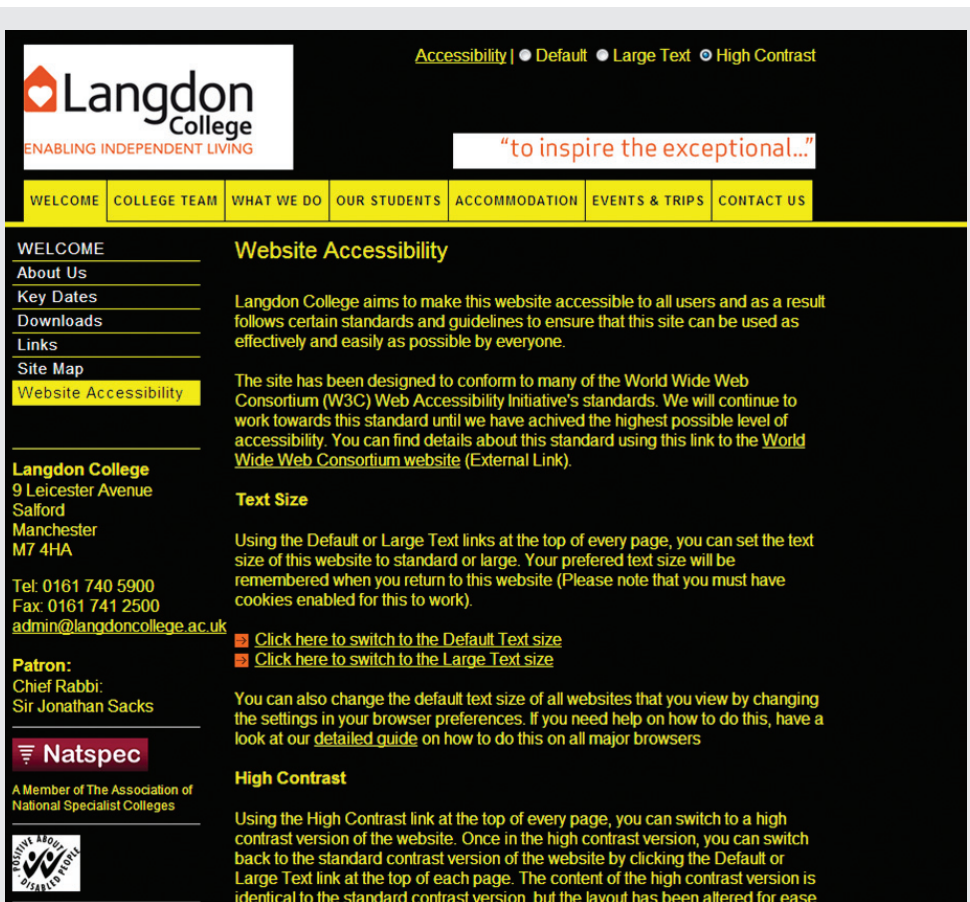 Langdon
College
ENABLING INDEPENDENT LIVING
Accessibility | Default Large Text High Contrast
“to inspire the exceptional...”
WELCOME COLLEGE TEAM WHAT WE DO OUR STUDENTS ACCOMMODATION EVENTS & TRIPS CONTACT US
WELCOME
About Us
Key Dates
Downloads
Links
Site Map
Website Accessibility
Langdon College
9 Leicester Avenue
Salford
Manchester
M7 4HA
Tel: 0161 740 5900
Fax: 0161 741 2500
admin@langdoncollege.ac.uk
Patron:
Chief Rabbi:
Sir Jonathan Sacks
Natspec
A Member of The Association of
National Specialist Colleges
POSITIVE ABOUT
DISABLED PEOPLE
Website Accessibility
Langdon College aims to make this website accessible to all users and as a result
follows certain standards and guidelines to ensure that this site can be used as
effectively and easily as possible by everyone.
The site has been designed to conform to many of the World Wide Web
Consortium (W3C) Web Accessibility Initiative's standards. We will continue to
work towards this standard until we have achived the highest possible level of
accessibility. You can find details about this standard using this link to the World
Wide Web Consortium website (External Link).
Text Size
Using the Default or Large Text links at the top of every page, you can set the text
size of this website to standard or large. Your prefered text size will be
remembered when you return to this website (Please note that you must have
cookies enabled for this to work).
Click here to switch to the Default Text size
Click here to switch to the Large Text size
You can also change the default text size of all websites that you view by changing
the settings in your browser preferences. If you need help on how to do this, have a
look at our detailed guide on how to do this on all major browsers
High Contrast
Using the High Contrast link at the top of every page, you can switch to a high
contrast version of the website. Once in the high contrast version, you can switch
back to the standard contrast version of the website by clicking the Default or
Large Text link at the top of each page. The content of the high contrast version is
identical to the standard contrast version, but the layout has been altered for ease